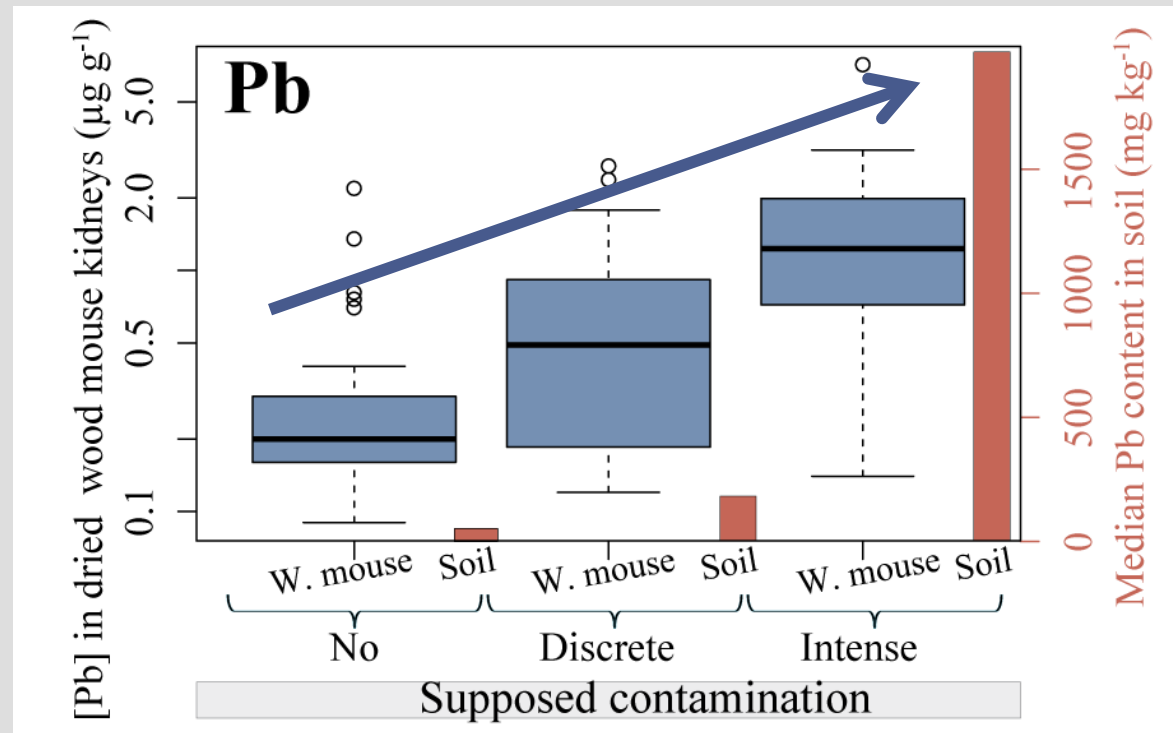 Pb
[Pb] in dried wood mouse kidneys (µg g⁻¹)
5.0
2.0
0.5
0.1
Median Pb content in soil (mg kg⁻¹)
1500
1000
500
0
W. mouse Soil W. mouse Soil W. mouse Soil
No Discrete Intense
Supposed contamination